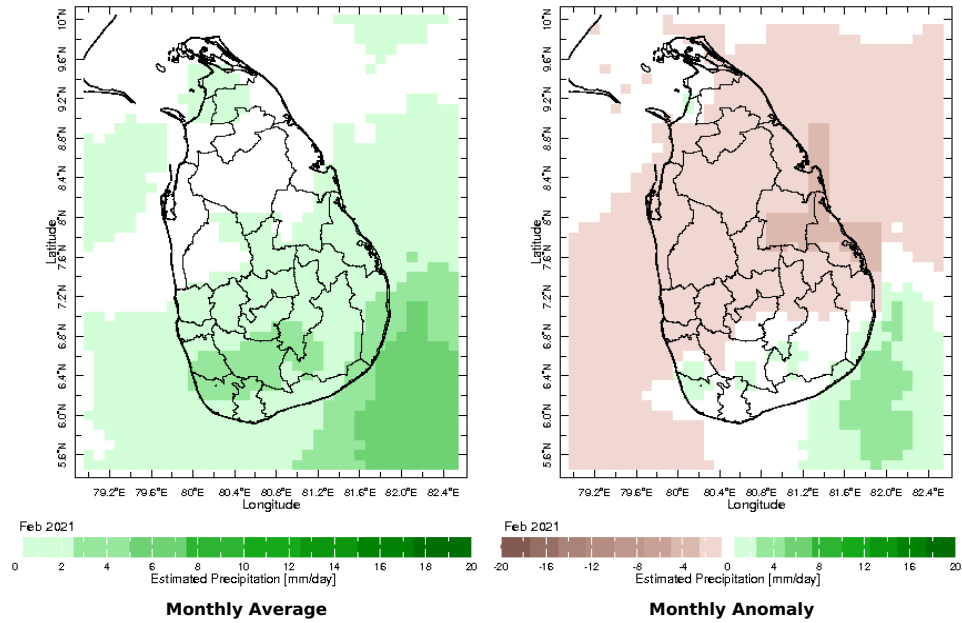 10°N
9.6°N
9.2°N
8.8°N
8.4°N
8°N
7.6°N
7.2°N
6.8°N
6.4°N
6.0°N
5.6°N
Latitude
79.2°E 79.6°E 80°E 80.4°E 80.8°E 81.2°E 81.6°E 82.0°E 82.4°E
Longitude
Feb 2021
0 2 4 6 8 10 12 14 16 18 20
Estimated Precipitation [mm/day]
Monthly Average
10°N
9.6°N
9.2°N
8.8°N
8.4°N
8°N
7.6°N
7.2°N
6.8°N
6.4°N
6.0°N
5.6°N
Latitude
79.2°E 79.6°E 80°E 80.4°E 80.8°E 81.2°E 81.6°E 82.0°E 82.4°E
Longitude
Feb 2021
-20 -16 -12 -8 -4 0 4 8 12 16 20
Estimated Precipitation [mm/day]
Monthly Anomaly